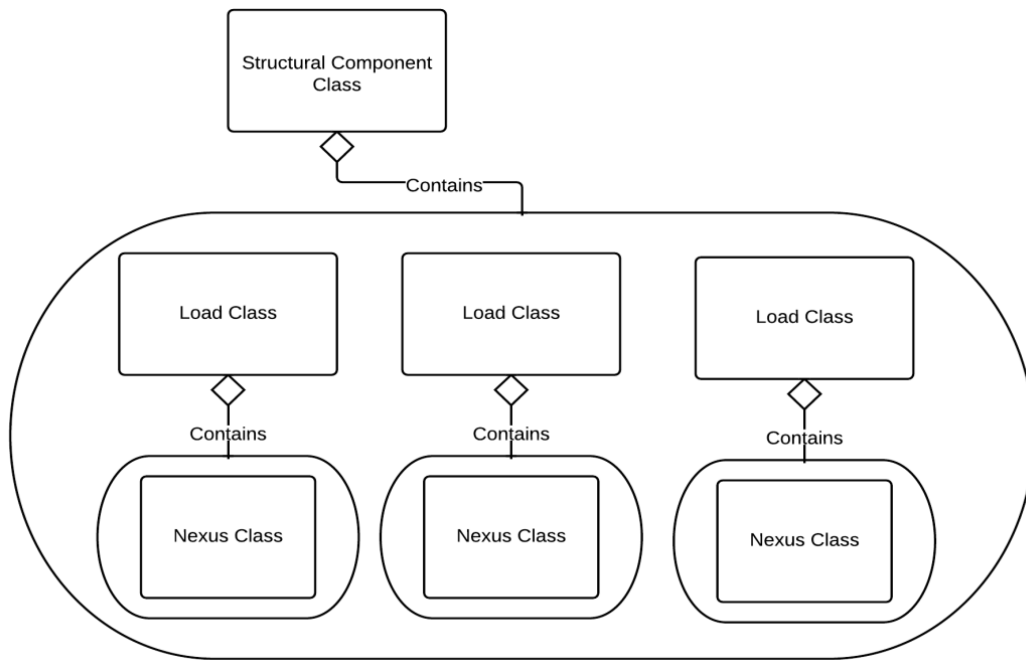 Structural Component
Class
Contains
Load Class
Load Class
Load Class
Contains
Contains
Contains
Nexus Class
Nexus Class
Nexus Class